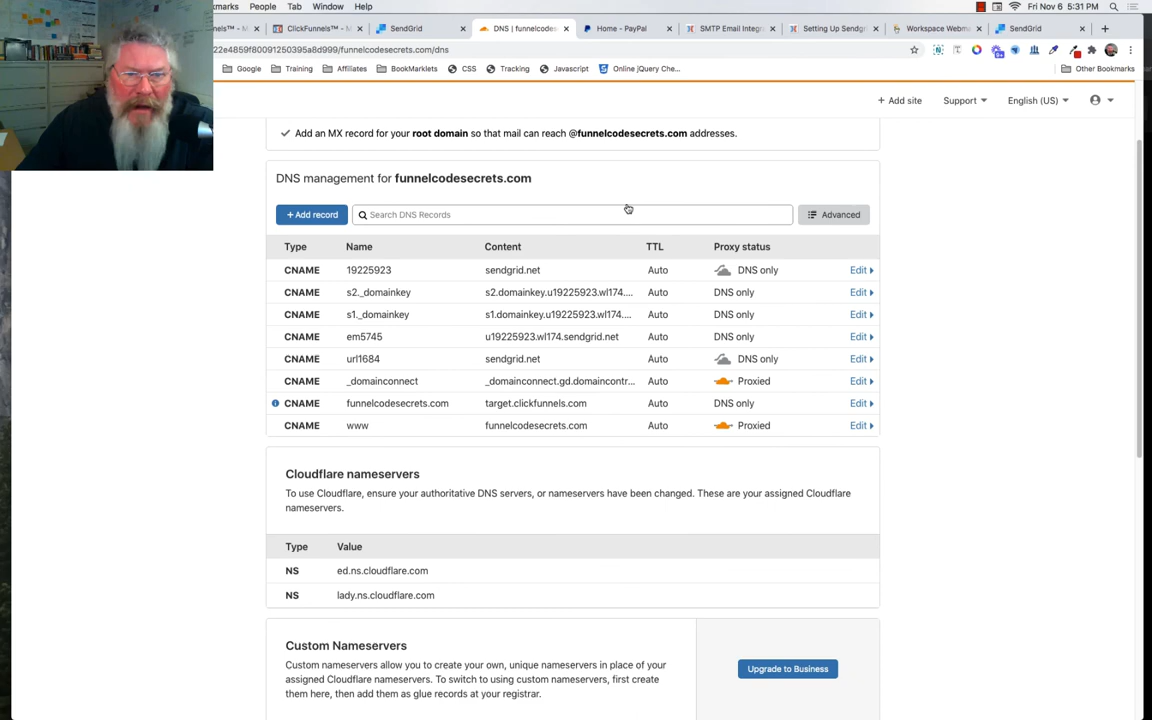 marks People Tab Window Help Fri Nov 6 5:31 PM
nels™ - M ClickFunnels™ - M SendGrid DNS | funnelcodesec Home - PayPal SMTP Email Integ Setting Up Sendgr Workspace Webm SendGrid
22e4859f80091250395a8d999/funnelcodesecrets.com/dns
Google Training Affiliates BookMarklets CSS Tracking Javascript Online jQuery Che... Other Bookmarks
+ Add site Support English (US)
Add an MX record for your root domain so that mail can reach @funnelcodesecrets.com addresses.
DNS management for funnelcodesecrets.com
+ Add record Search DNS Records Advanced
Type Name Content TTL Proxy status
CNAME 19225923 sendgrid.net Auto DNS only Edit
CNAME s2._domainkey s2.domainkey.u19225923.wl174.... Auto DNS only Edit
CNAME s1._domainkey s1.domainkey.u19225923.wl174.... Auto DNS only Edit
CNAME em5745 u19225923.wl174.sendgrid.net Auto DNS only Edit
CNAME url1684 sendgrid.net Auto DNS only Edit
CNAME _domainconnect _domainconnect.gd.domaincontr... Auto Proxied Edit
CNAME funnelcodesecrets.com target.clickfunnels.com Auto DNS only Edit
CNAME www funnelcodesecrets.com Auto Proxied Edit
Cloudflare nameservers
To use Cloudflare, ensure your authoritative DNS servers, or nameservers have been changed. These are your assigned Cloudflare
nameservers.
Type Value
NS ed.ns.cloudflare.com
NS lady.ns.cloudflare.com
Custom Nameservers
Custom nameservers allow you to create your own, unique nameservers in place of your
assigned Cloudflare nameservers. To switch to using custom nameservers, first create
them here, then add them as glue records at your registrar.
Upgrade to Business